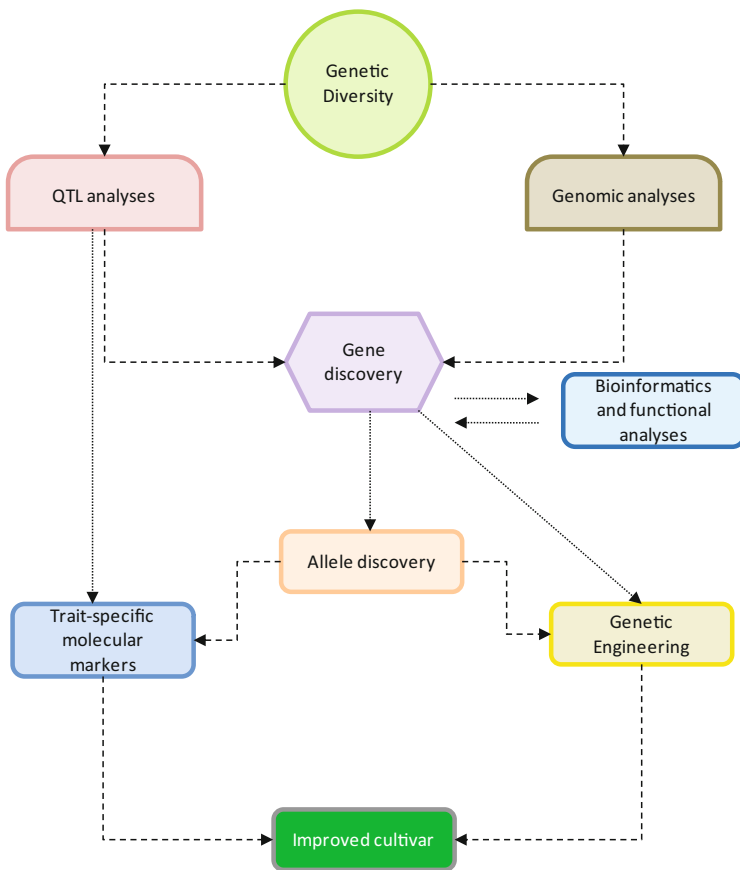 Genetic
Diversity
QTL analyses
Genomic analyses
Gene
discovery
Bioinformatics
and functional
analyses
Allele discovery
Trait-specific
molecular
markers
Genetic
Engineering
Improved cultivar